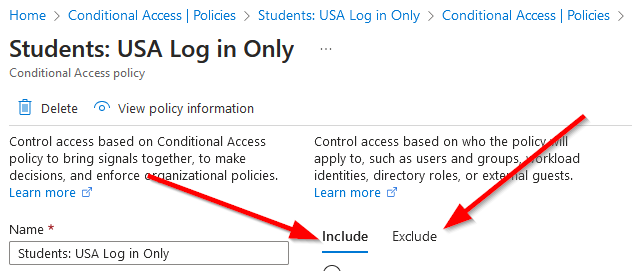 Home > Conditional Access | Policies > Students: USA Log in Only > Conditional Access | Policies >
Students: USA Log in Only ...
Conditional Access policy
Delete View policy information
Control access based on Conditional Access
policy to bring signals together, to make
decisions, and enforce organizational policies.
Learn more
Control access based on who the policy will
apply to, such as users and groups, workload
identities, directory roles, or external guests.
Learn more
Name *
Students: USA Log in Only
Include Exclude